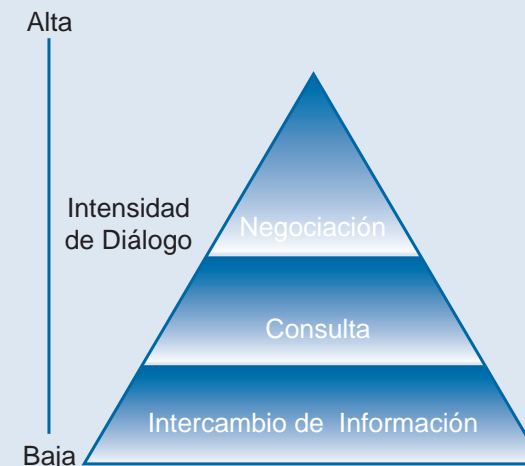 Alta
Intensidad
de Diálogo
Negociación
Consulta
Intercambio de Información
Baja